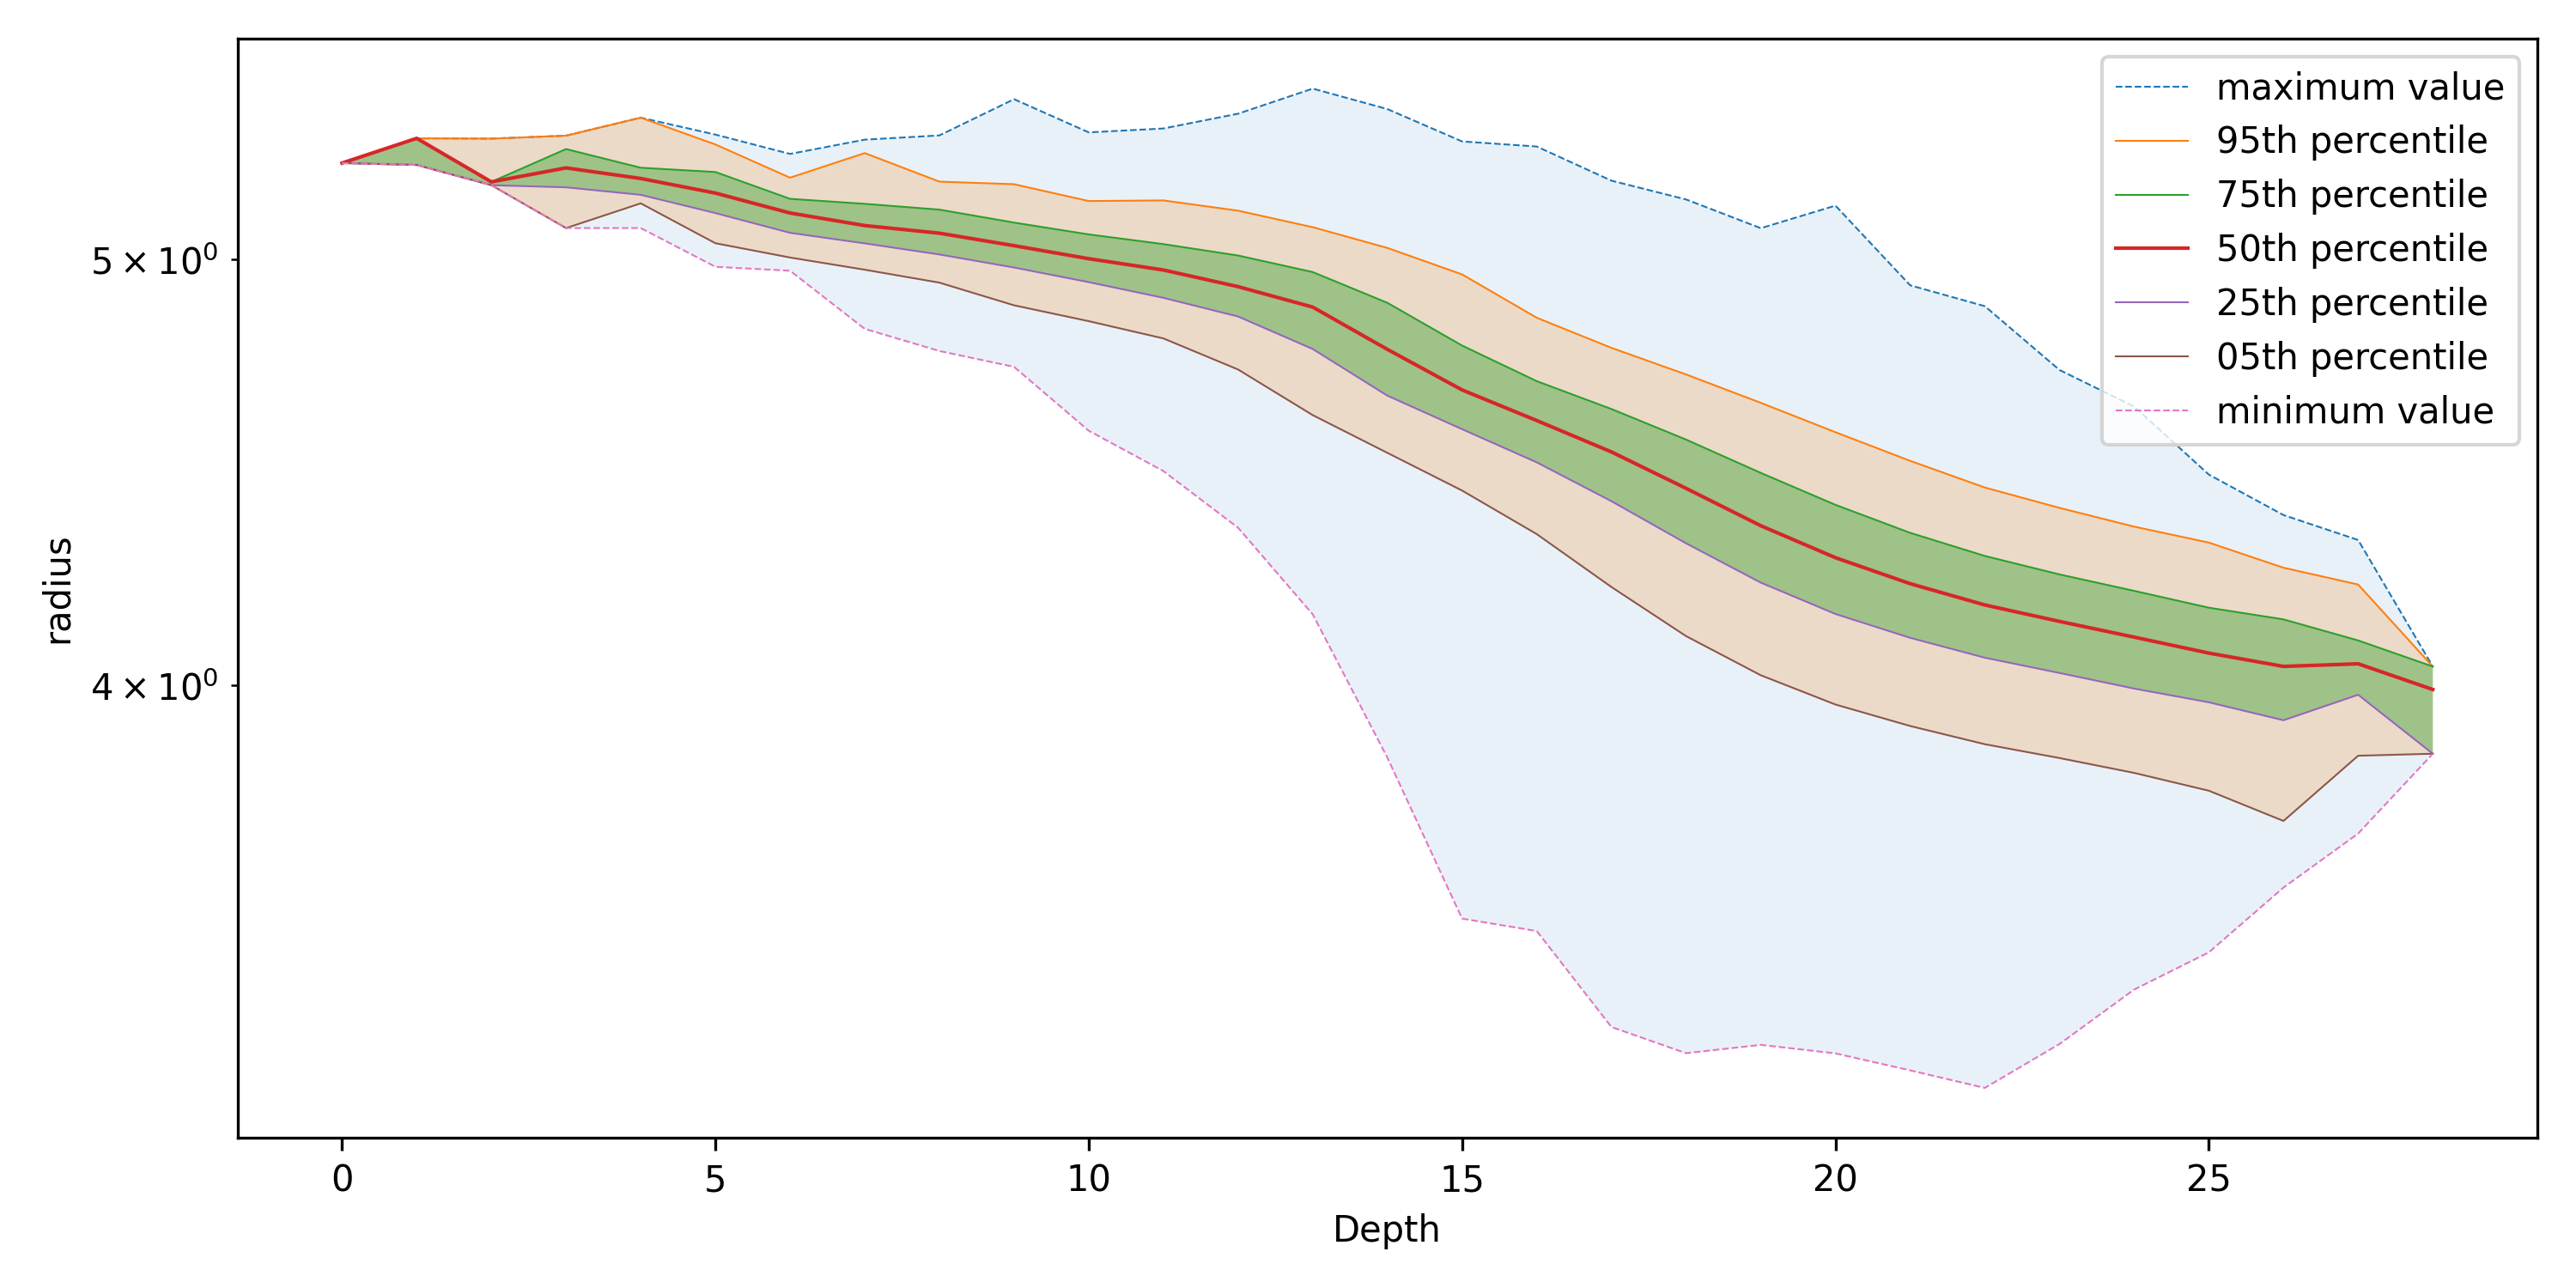 maximum value
95th percentile
75th percentile
50th percentile
25th percentile
05th percentile
minimum value
5 × 10⁰
4 × 10⁰
radius
0 5 10 15 20 25
Depth